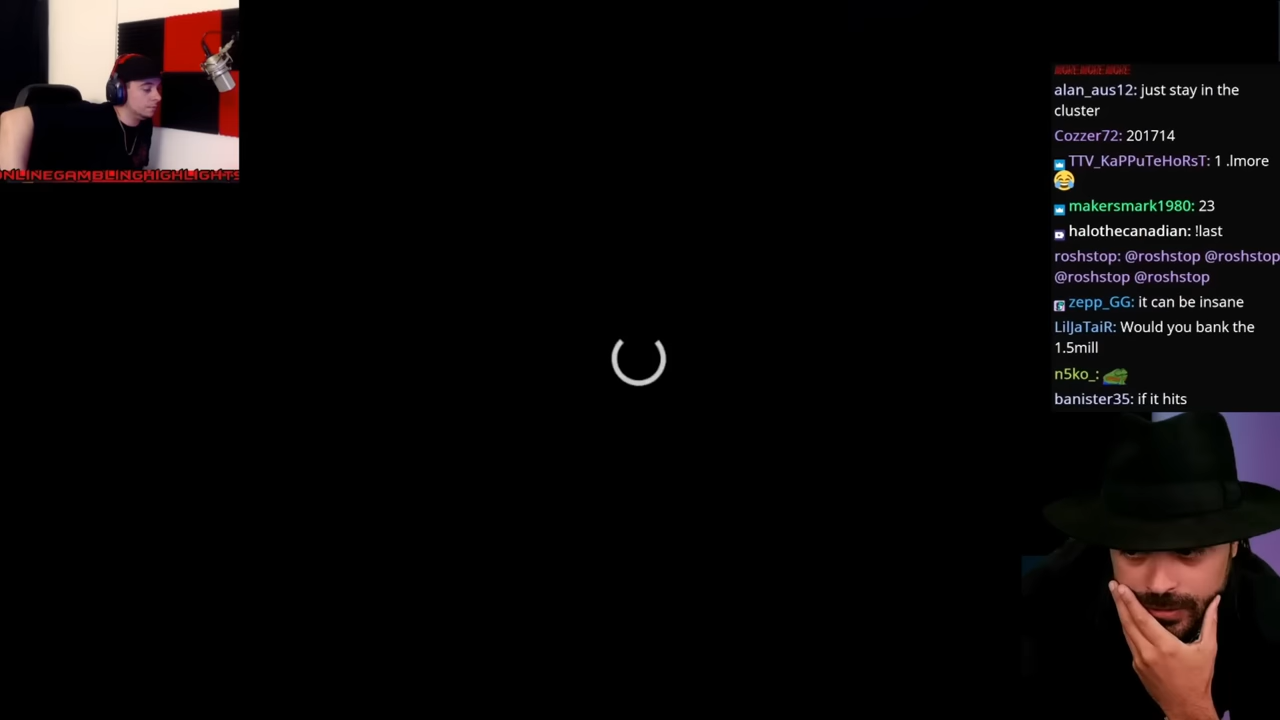 ONLINEGAMBLINGHIGHLIGHTS
alan_aus12: just stay in the
cluster
Cozzer72: 201714
TTV_KaPPuTeHoRsT: 1 .lmore
😂
makersmark1980: 23
halothecanadian: !last
roshstop: @roshstop @roshstop
@roshstop @roshstop
zepp_GG: it can be insane
LilJaTaiR: Would you bank the
1.5mill
n5ko_:
banister35: if it hits